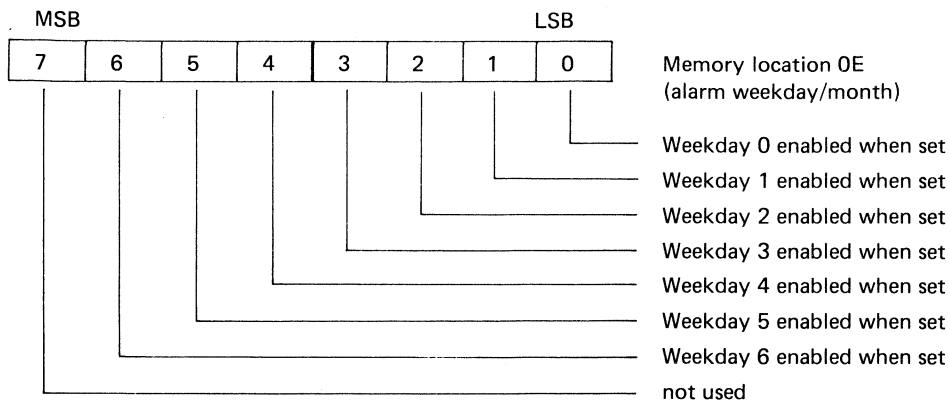 MSB LSB
7 6 5 4 3 2 1 0
Memory location 0E
(alarm weekday/month)
Weekday 0 enabled when set
Weekday 1 enabled when set
Weekday 2 enabled when set
Weekday 3 enabled when set
Weekday 4 enabled when set
Weekday 5 enabled when set
Weekday 6 enabled when set
not used